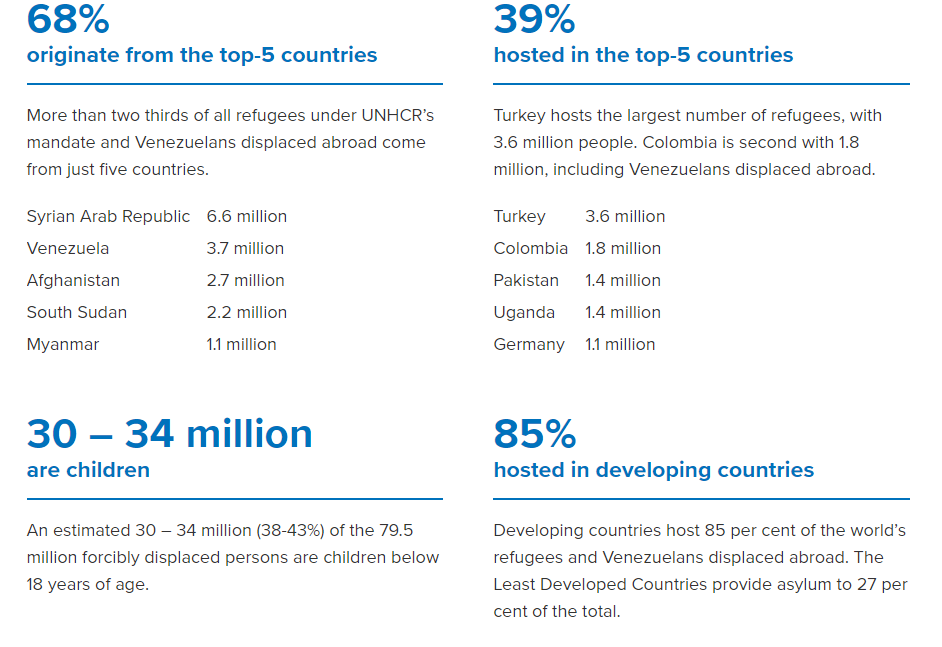 68%
originate from the top-5 countries
More than two thirds of all refugees under UNHCR’s
mandate and Venezuelans displaced abroad come
from just five countries.
Syrian Arab Republic 6.6 million
Venezuela 3.7 million
Afghanistan 2.7 million
South Sudan 2.2 million
Myanmar 1.1 million
39%
hosted in the top-5 countries
Turkey hosts the largest number of refugees, with
3.6 million people. Colombia is second with 1.8
million, including Venezuelans displaced abroad.
Turkey 3.6 million
Colombia 1.8 million
Pakistan 1.4 million
Uganda 1.4 million
Germany 1.1 million
30 – 34 million
are children
An estimated 30 – 34 million (38-43%) of the 79.5
million forcibly displaced persons are children below
18 years of age.
85%
hosted in developing countries
Developing countries host 85 per cent of the world’s
refugees and Venezuelans displaced abroad. The
Least Developed Countries provide asylum to 27 per
cent of the total.